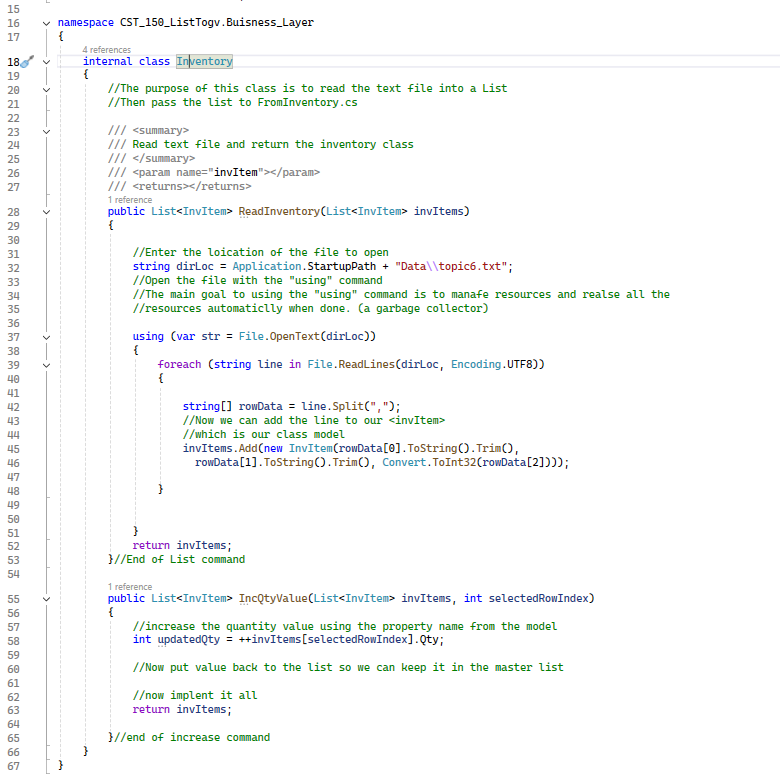 15
16 namespace CST_150_ListTogv.Buisness_Layer
17 {
4 references
18 internal class Inventory
19 {
20 //The purpose of this class is to read the text file into a List
21 //Then pass the list to FromInventory.cs
22
23 /// <summary>
24 /// Read text file and return the inventory class
25 /// </summary>
26 /// <param name="invItem"></param>
27 /// <returns></returns>
1 reference
28 public List<InvItem> ReadInventory(List<InvItem> invItems)
29 {
30
31 //Enter the loication of the file to open
32 string dirLoc = Application.StartupPath + "Data\\topic6.txt";
33 //Open the file with the "using" command
34 //The main goal to using the "using" command is to manafe resources and realse all the
35 //resources automaticlly when done. (a garbage collector)
36
37 using (var str = File.OpenText(dirLoc))
38 {
39 foreach (string line in File.ReadLines(dirLoc, Encoding.UTF8))
40 {
41
42 string[] rowData = line.Split(",");
43 //Now we can add the line to our <invItem>
44 //which is our class model
45 invItems.Add(new InvItem(rowData[0].ToString().Trim(),
46 rowData[1].ToString().Trim(), Convert.ToInt32(rowData[2])));
47
48 }
49
50
51 }
52 return invItems;
53 }//End of List command
54
1 reference
55 public List<InvItem> IncQtyValue(List<InvItem> invItems, int selectedRowIndex)
56 {
57 //increase the quantity value using the property name from the model
58 int updatedQty = ++invItems[selectedRowIndex].Qty;
59
60 //Now put value back to the list so we can keep it in the master list
61
62 //now implent it all
63 return invItems;
64
65 }//end of increase command
66 }
67 }